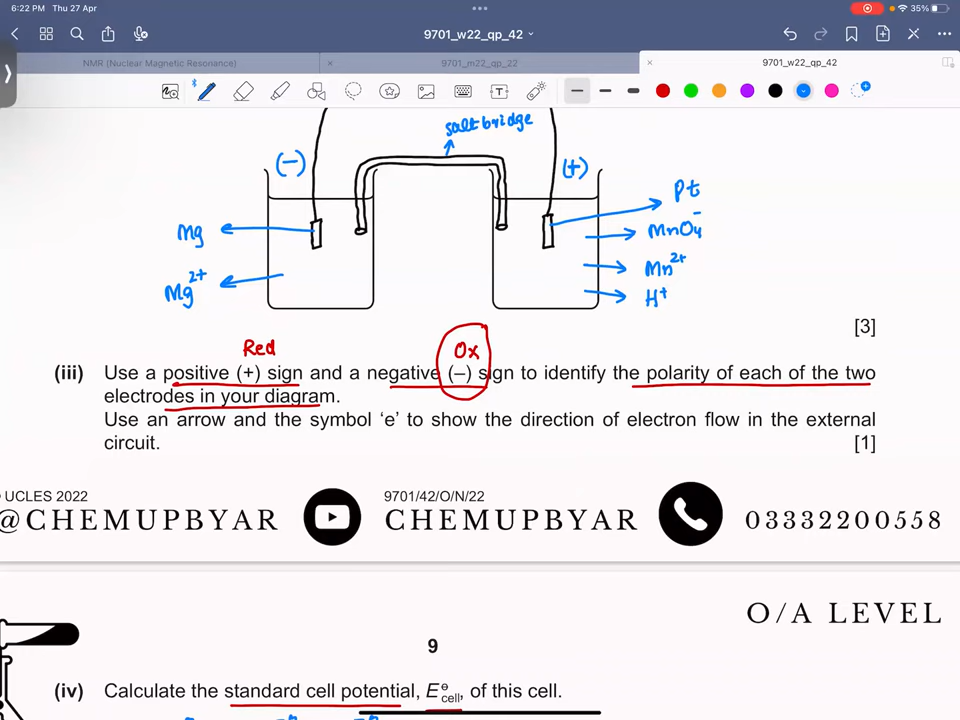 6:22 PM Thu 27 Apr
35%
9701_w22_qp_42
NMR (Nuclear Magnetic Resonance)
9701_m22_qp_22
9701_w22_qp_42
salt bridge
(−)
(+)
Pt
Mg
MnO4−
Mg2+
Mn2+
H+
[3]
Red
Ox
(iii) Use a positive (+) sign and a negative (–) sign to identify the polarity of each of the two
electrodes in your diagram.
Use an arrow and the symbol ‘e’ to show the direction of electron flow in the external
circuit. [1]
UCLES 2022
9701/42/O/N/22
@CHEMUPBYAR
CHEMUPBYAR
03332200558
O/A LEVEL
9
(iv) Calculate the standard cell potential, E⦵cell, of this cell.